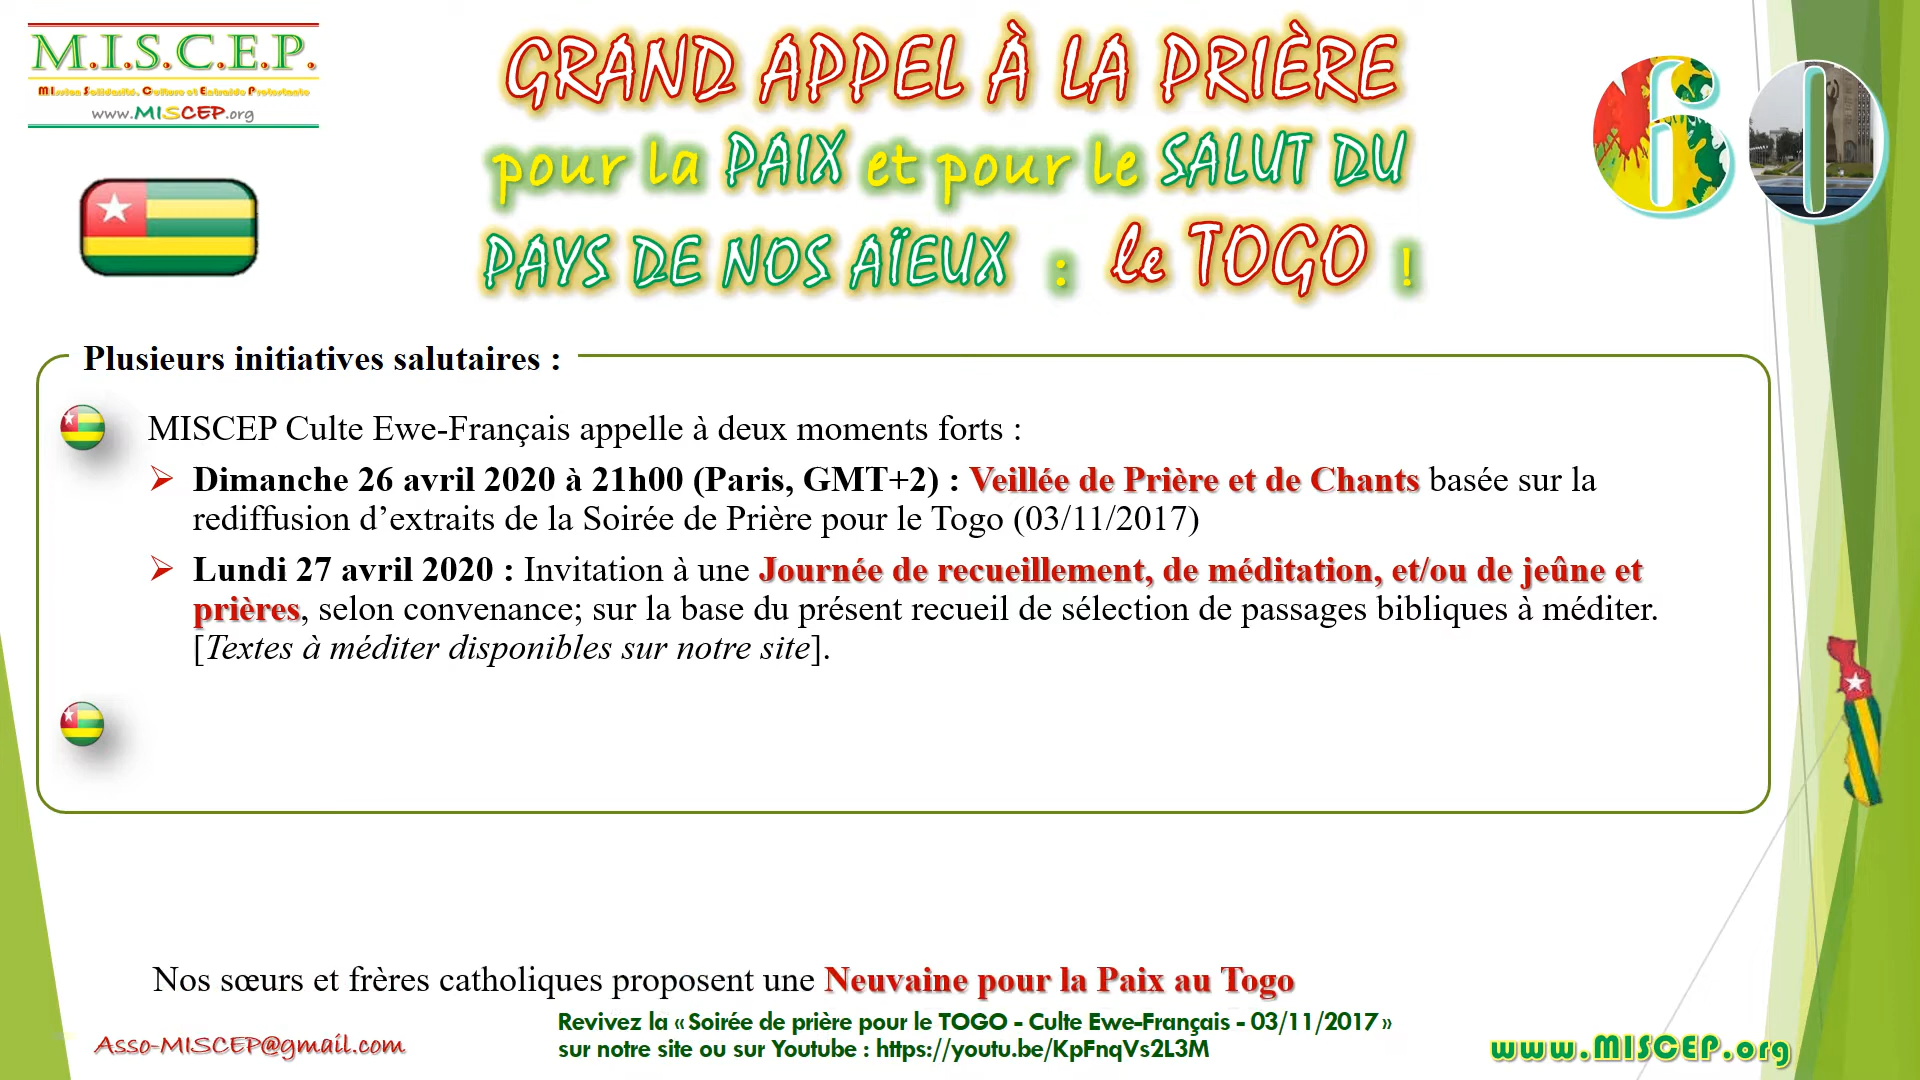 M.I.S.C.E.P.
MIssion Solidarité, Culture et Entraide Protestante
www.MISCEP.org
GRAND APPEL À LA PRIÈRE
pour la PAIX et pour le SALUT DU
PAYS DE NOS AÏEUX : le TOGO !
60
Plusieurs initiatives salutaires :
MISCEP Culte Ewe-Français appelle à deux moments forts :
Dimanche 26 avril 2020 à 21h00 (Paris, GMT+2) : Veillée de Prière et de Chants basée sur la
rediffusion d’extraits de la Soirée de Prière pour le Togo (03/11/2017)
Lundi 27 avril 2020 : Invitation à une Journée de recueillement, de méditation, et/ou de jeûne et
prières, selon convenance; sur la base du présent recueil de sélection de passages bibliques à méditer.
[Textes à méditer disponibles sur notre site].
Nos sœurs et frères catholiques proposent une Neuvaine pour la Paix au Togo
Revivez la « Soirée de prière pour le TOGO - Culte Ewe-Français - 03/11/2017 »
sur notre site ou sur Youtube : https://youtu.be/KpFnqVs2L3M
Asso-MISCEP@gmail.com
www.MISCEP.org